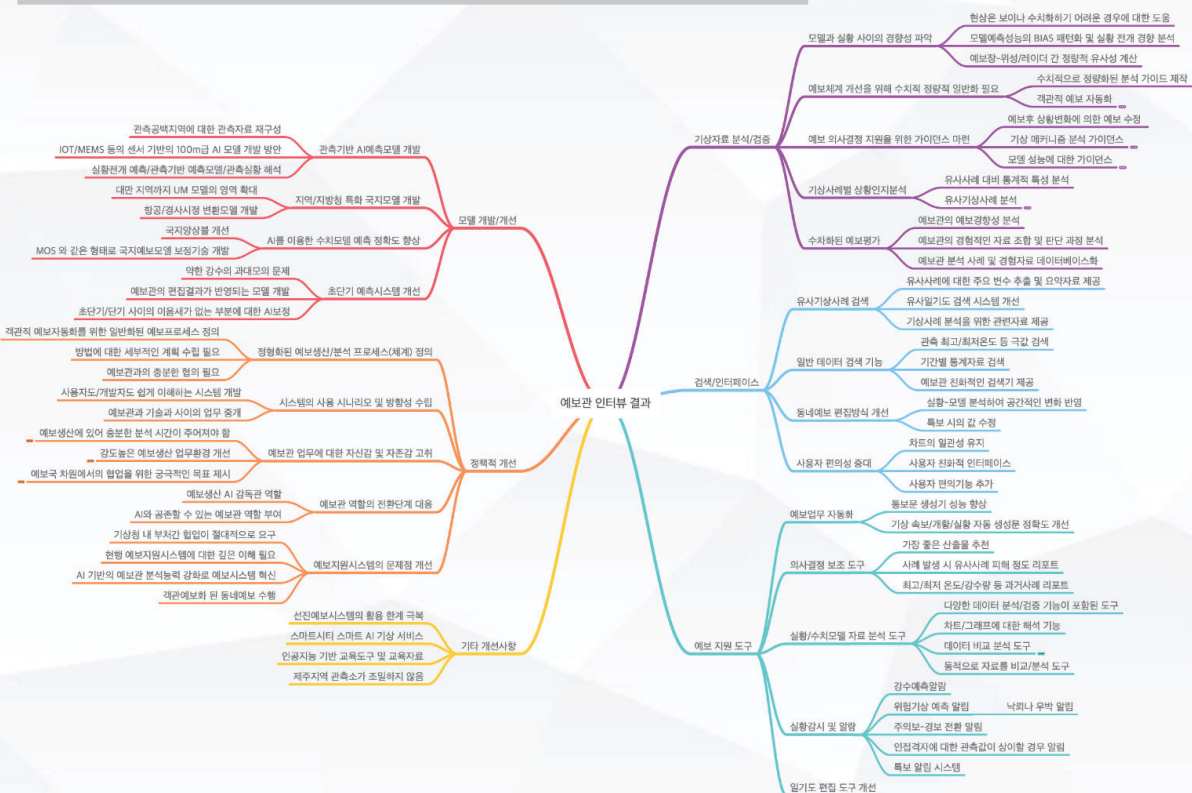 예보관 인터뷰 결과
모델 개발/개선
관측기반 AI예측모델 개발
관측공백지역에 대한 관측자료 재구성
IOT/MEMS 등의 센서 기반의 100m급 AI 모델 개발 방안
실황전개 예측/관측기반 예측모델/관측실황 해석
지역/지방청 특화 국지모델 개발
대만 지역까지 UM 모델의 영역 확대
항공/경사시정 변환모델 개발
AI를 이용한 수치모델 예측 정확도 향상
국지앙상블 개선
MOS 와 같은 형태로 국지예보모델 보정기술 개발
초단기 예측시스템 개선
약한 강수의 과대모의 문제
예보관의 편집결과가 반영되는 모델 개발
초단기/단기 사이의 이음새가 없는 부분에 대한 AI보정
정책적 개선
정형화된 예보생산/분석 프로세스(체계) 정의
객관적 예보자동화를 위한 일반화된 예보프로세스 정의
방법에 대한 세부적인 계획 수립 필요
예보관과의 충분한 협의 필요
시스템의 사용 시나리오 및 방향성 수립
사용자도/개발자도 쉽게 이해하는 시스템 개발
예보관과 기술과 사이의 업무 중개
예보관 업무에 대한 자신감 및 자존감 고취
예보생산에 있어 충분한 분석 시간이 주어져야 함
강도높은 예보생산 업무환경 개선
예보국 차원에서의 협업을 위한 궁극적인 목표 제시
예보관 역할의 전환단계 대응
예보생산 AI 감독관 역할
AI와 공존할 수 있는 예보관 역할 부여
예보지원시스템의 문제점 개선
기상청 내 부처간 협업이 절대적으로 요구
현행 예보지원시스템에 대한 깊은 이해 필요
AI 기반의 예보관 분석능력 강화로 예보시스템 혁신
객관예보화 된 동네예보 수행
기타 개선사항
선진예보시스템의 활용 한계 극복
스마트시티 스마트 AI 기상 서비스
인공지능 기반 교육도구 및 교육자료
제주지역 관측소가 조밀하지 않음
기상자료 분석/검증
모델과 실황 사이의 경향성 파악
현상은 보이나 수치화하기 어려운 경우에 대한 도움
모델예측성능의 BIAS 패턴화 및 실황 전개 경향 분석
예보장-위성/레이더 간 정량적 유사성 계산
예보체계 개선을 위해 수치적 정량적 일반화 필요
수치적으로 정량화된 분석 가이드 제작
객관적 예보 자동화
예보 의사결정 지원을 위한 가이던스 마련
예보후 상황변화에 의한 예보 수정
기상 메커니즘 분석 가이던스
모델 성능에 대한 가이던스
기상사례별 상황인지분석
유사사례 대비 통계적 특성 분석
유사기상사례 분석
수치화된 예보평가
예보관의 예보경향성 분석
예보관의 경험적인 자료 조합 및 판단 과정 분석
예보관 분석 사례 및 경험자료 데이터베이스화
검색/인터페이스
유사기상사례 검색
유사사례에 대한 주요 변수 추출 및 요약자료 제공
유사일기도 검색 시스템 개선
기상사례 분석을 위한 관련자료 제공
일반 데이터 검색 기능
관측 최고/최저온도 등 극값 검색
기간별 통계자료 검색
예보관 친화적인 검색기 제공
동네예보 편집방식 개선
실황-모델 분석하여 공간적인 변화 반영
특보 시의 값 수정
사용자 편의성 증대
차트의 일관성 유지
사용자 친화적 인터페이스
사용자 편의기능 추가
예보 지원 도구
예보업무 자동화
통보문 생성기 성능 향상
기상 속보/개황/실황 자동 생성문 정확도 개선
의사결정 보조 도구
가장 좋은 산출물 추천
사례 발생 시 유사사례 피해 정도 리포트
최고/최저 온도/강수량 등 과거사례 리포트
실황/수치모델 자료 분석 도구
다양한 데이터 분석/검증 기능이 포함된 도구
차트/그래프에 대한 해석 기능
데이터 비교 분석 도구
동적으로 자료를 비교/분석 도구
실황감시 및 알람
강수예측알람
위험기상 예측 알림
낙뢰나 우박 알림
주의보-경보 전환 알림
인접격자에 대한 관측값이 상이할 경우 알림
특보 알림 시스템
일기도 편집 도구 개선